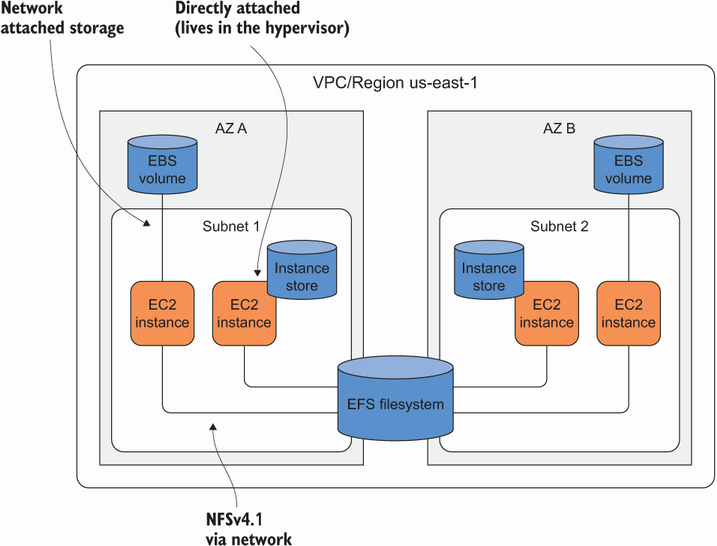 Network
attached storage
Directly attached
(lives in the hypervisor)
VPC/Region us-east-1
AZ A
AZ B
EBS
volume
EBS
volume
Subnet 1
Subnet 2
Instance
store
Instance
store
EC2
instance
EC2
instance
EC2
instance
EC2
instance
EFS filesystem
NFSv4.1
via network